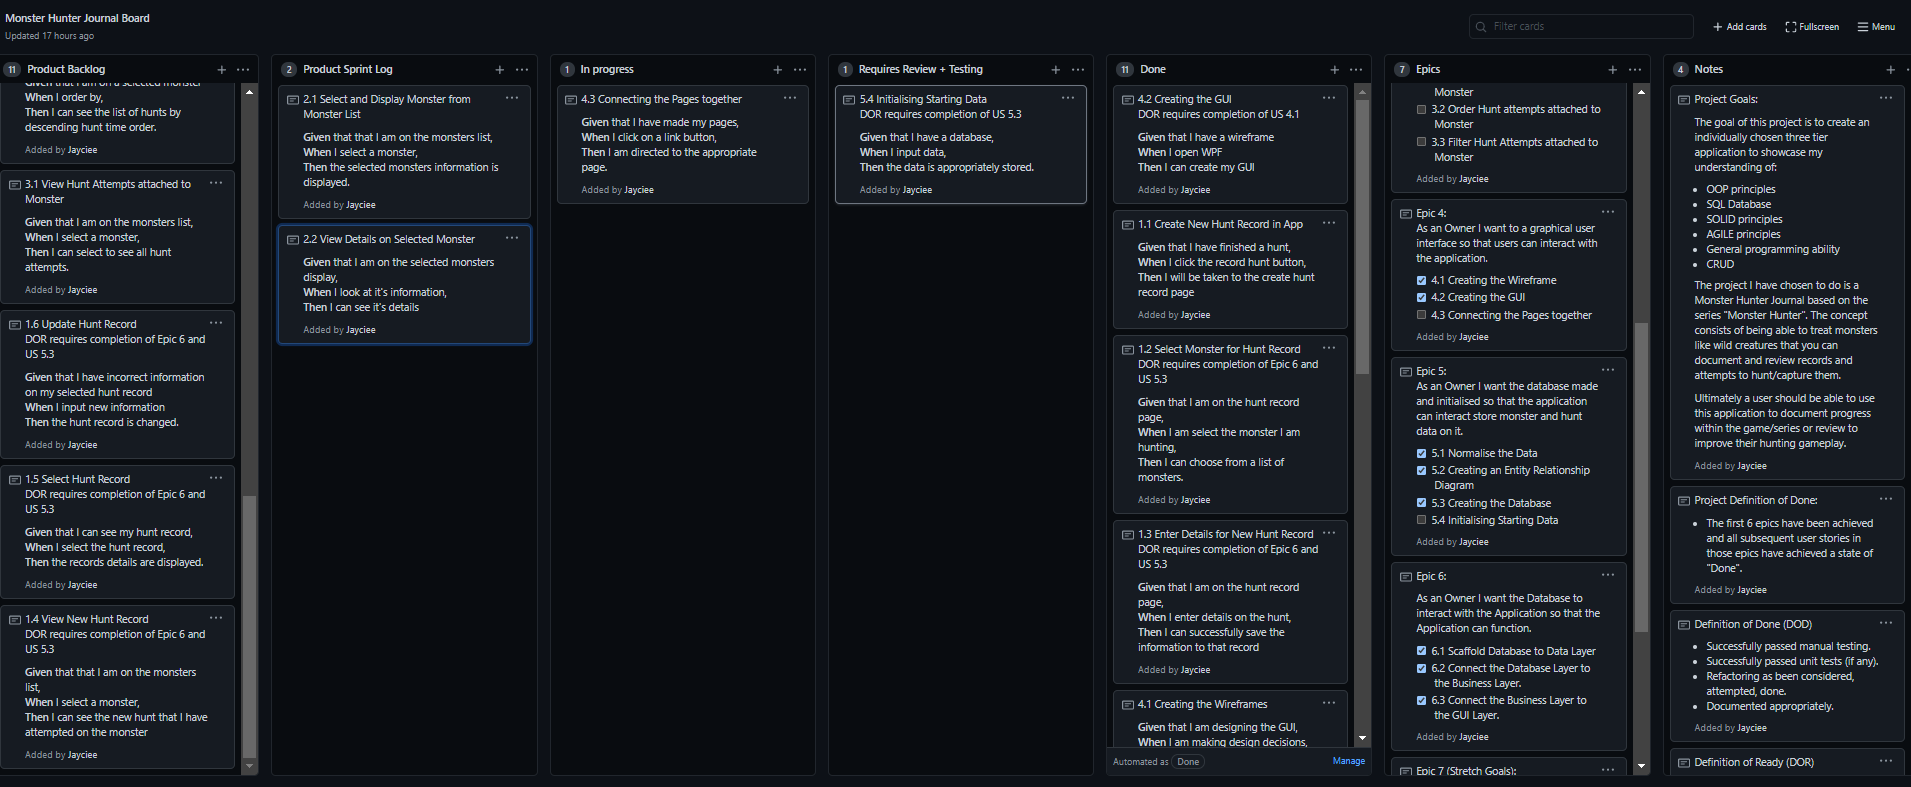 Monster Hunter Journal Board
Updated 17 hours ago
Filter cards
Add cards
Fullscreen
Menu
11 Product Backlog
When I order by,
Then I can see the list of hunts by
descending hunt time order.
Added by Jayciee
3.1 View Hunt Attempts attached to
Monster
Given that I am on the monsters list,
When I select a monster,
Then I can select to see all hunt
attempts.
Added by Jayciee
1.6 Update Hunt Record
DOR requires completion of Epic 6 and
US 5.3
Given that I have incorrect information
on my selected hunt record
When I input new information
Then the hunt record is changed.
Added by Jayciee
1.5 Select Hunt Record
DOR requires completion of Epic 6 and
US 5.3
Given that I can see my hunt record,
When I select the hunt record,
Then the records details are displayed.
Added by Jayciee
1.4 View New Hunt Record
DOR requires completion of Epic 6 and
US 5.3
Given that that I am on the monsters
list,
When I select a monster,
Then I can see the new hunt that I have
attempted on the monster
Added by Jayciee
2 Product Sprint Log
2.1 Select and Display Monster from
Monster List
Given that that I am on the monsters list,
When I select a monster,
Then the selected monsters information is
displayed.
Added by Jayciee
2.2 View Details on Selected Monster
Given that I am on the selected monsters
display,
When I look at it's information,
Then I can see it's details
Added by Jayciee
1 In progress
4.3 Connecting the Pages together
Given that I have made my pages,
When I click on a link button,
Then I am directed to the appropriate
page.
Added by Jayciee
1 Requires Review + Testing
5.4 Initialising Starting Data
DOR requires completion of US 5.3
Given that I have a database,
When I input data,
Then the data is appropriately stored.
Added by Jayciee
11 Done
4.2 Creating the GUI
DOR requires completion of US 4.1
Given that I have a wireframe
When I open WPF
Then I can create my GUI
Added by Jayciee
1.1 Create New Hunt Record in App
Given that I have finished a hunt,
When I click the record hunt button,
Then I will be taken to the create hunt
record page
Added by Jayciee
1.2 Select Monster for Hunt Record
DOR requires completion of Epic 6 and
US 5.3
Given that I am on the hunt record
page,
When I am select the monster I am
hunting,
Then I can choose from a list of
monsters.
Added by Jayciee
1.3 Enter Details for New Hunt Record
DOR requires completion of Epic 6 and
US 5.3
Given that I am on the hunt record
page,
When I enter details on the hunt,
Then I can successfully save the
information to that record
Added by Jayciee
4.1 Creating the Wireframes
Given that I am designing the GUI,
When I am making design decisions,
Automated as Done
Manage
7 Epics
Monster
3.2 Order Hunt attempts attached to
Monster
3.3 Filter Hunt Attempts attached to
Monster
Added by Jayciee
Epic 4:
As an Owner I want to a graphical user
interface so that users can interact with
the application.
4.1 Creating the Wireframe
4.2 Creating the GUI
4.3 Connecting the Pages together
Added by Jayciee
Epic 5:
As an Owner I want the database made
and initialised so that the application
can interact store monster and hunt
data on it.
5.1 Normalise the Data
5.2 Creating an Entity Relationship
Diagram
5.3 Creating the Database
5.4 Initialising Starting Data
Added by Jayciee
Epic 6:
As an Owner I want the Database to
interact with the Application so that the
Application can function.
6.1 Scaffold Database to Data Layer
6.2 Connect the Database Layer to
the Business Layer.
6.3 Connect the Business Layer to
the GUI Layer.
Added by Jayciee
Epic 7 (Stretch Goals):
4 Notes
Project Goals:
The goal of this project is to create an
individually chosen three tier
application to showcase my
understanding of:
OOP principles
SQL Database
SOLID principles
AGILE principles
General programming ability
CRUD
The project I have chosen to do is a
Monster Hunter Journal based on the
series "Monster Hunter". The concept
consists of being able to treat monsters
like wild creatures that you can
document and review records and
attempts to hunt/capture them.
Ultimately a user should be able to use
this application to document progress
within the game/series or review to
improve their hunting gameplay.
Added by Jayciee
Project Definition of Done:
The first 6 epics have been achieved
and all subsequent user stories in
those epics have achieved a state of
"Done".
Added by Jayciee
Definition of Done (DOD)
Successfully passed manual testing.
Successfully passed unit tests (if any).
Refactoring as been considered,
attempted, done.
Documented appropriately.
Added by Jayciee
Definition of Ready (DOR)